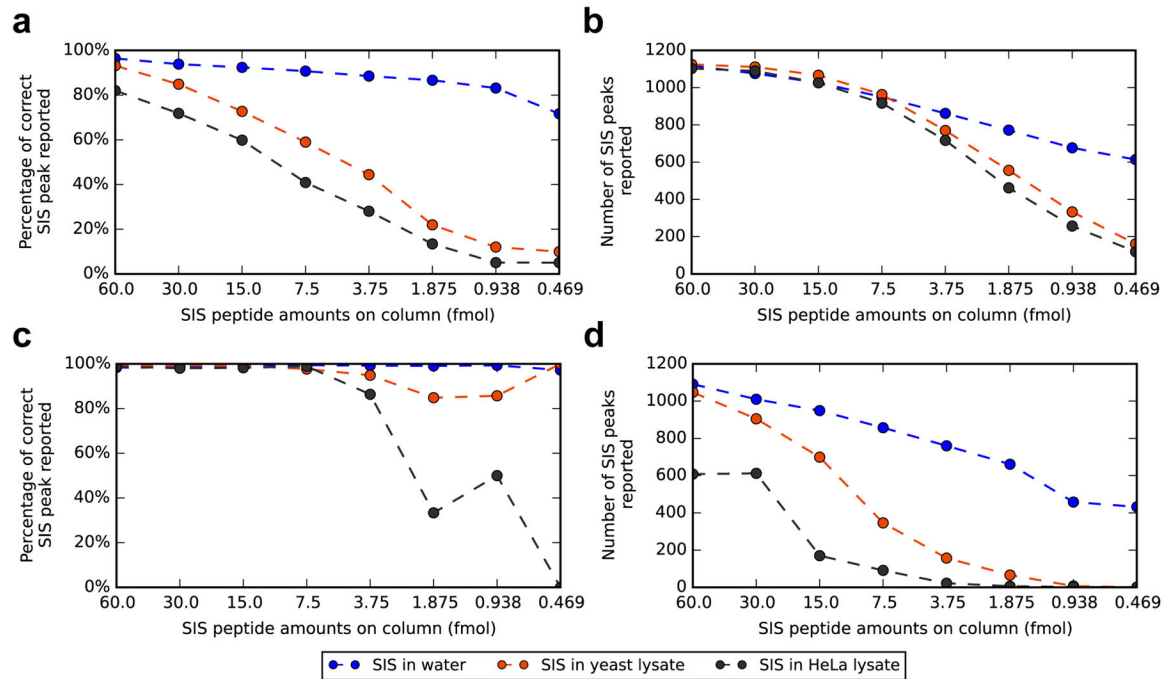 a
100%
80%
60%
40%
20%
0%
Percentage of correct
SIS peak reported
60.0 30.0 15.0 7.5 3.75 1.875 0.938 0.469
SIS peptide amounts on column (fmol)
b
1200
1000
800
600
400
200
0
Number of SIS peaks
reported
60.0 30.0 15.0 7.5 3.75 1.875 0.938 0.469
SIS peptide amounts on column (fmol)
c
100%
80%
60%
40%
20%
0%
Percentage of correct
SIS peak reported
60.0 30.0 15.0 7.5 3.75 1.875 0.938 0.469
SIS peptide amounts on column (fmol)
d
1200
1000
800
600
400
200
0
Number of SIS peaks
reported
60.0 30.0 15.0 7.5 3.75 1.875 0.938 0.469
SIS peptide amounts on column (fmol)
SIS in water SIS in yeast lysate SIS in HeLa lysate